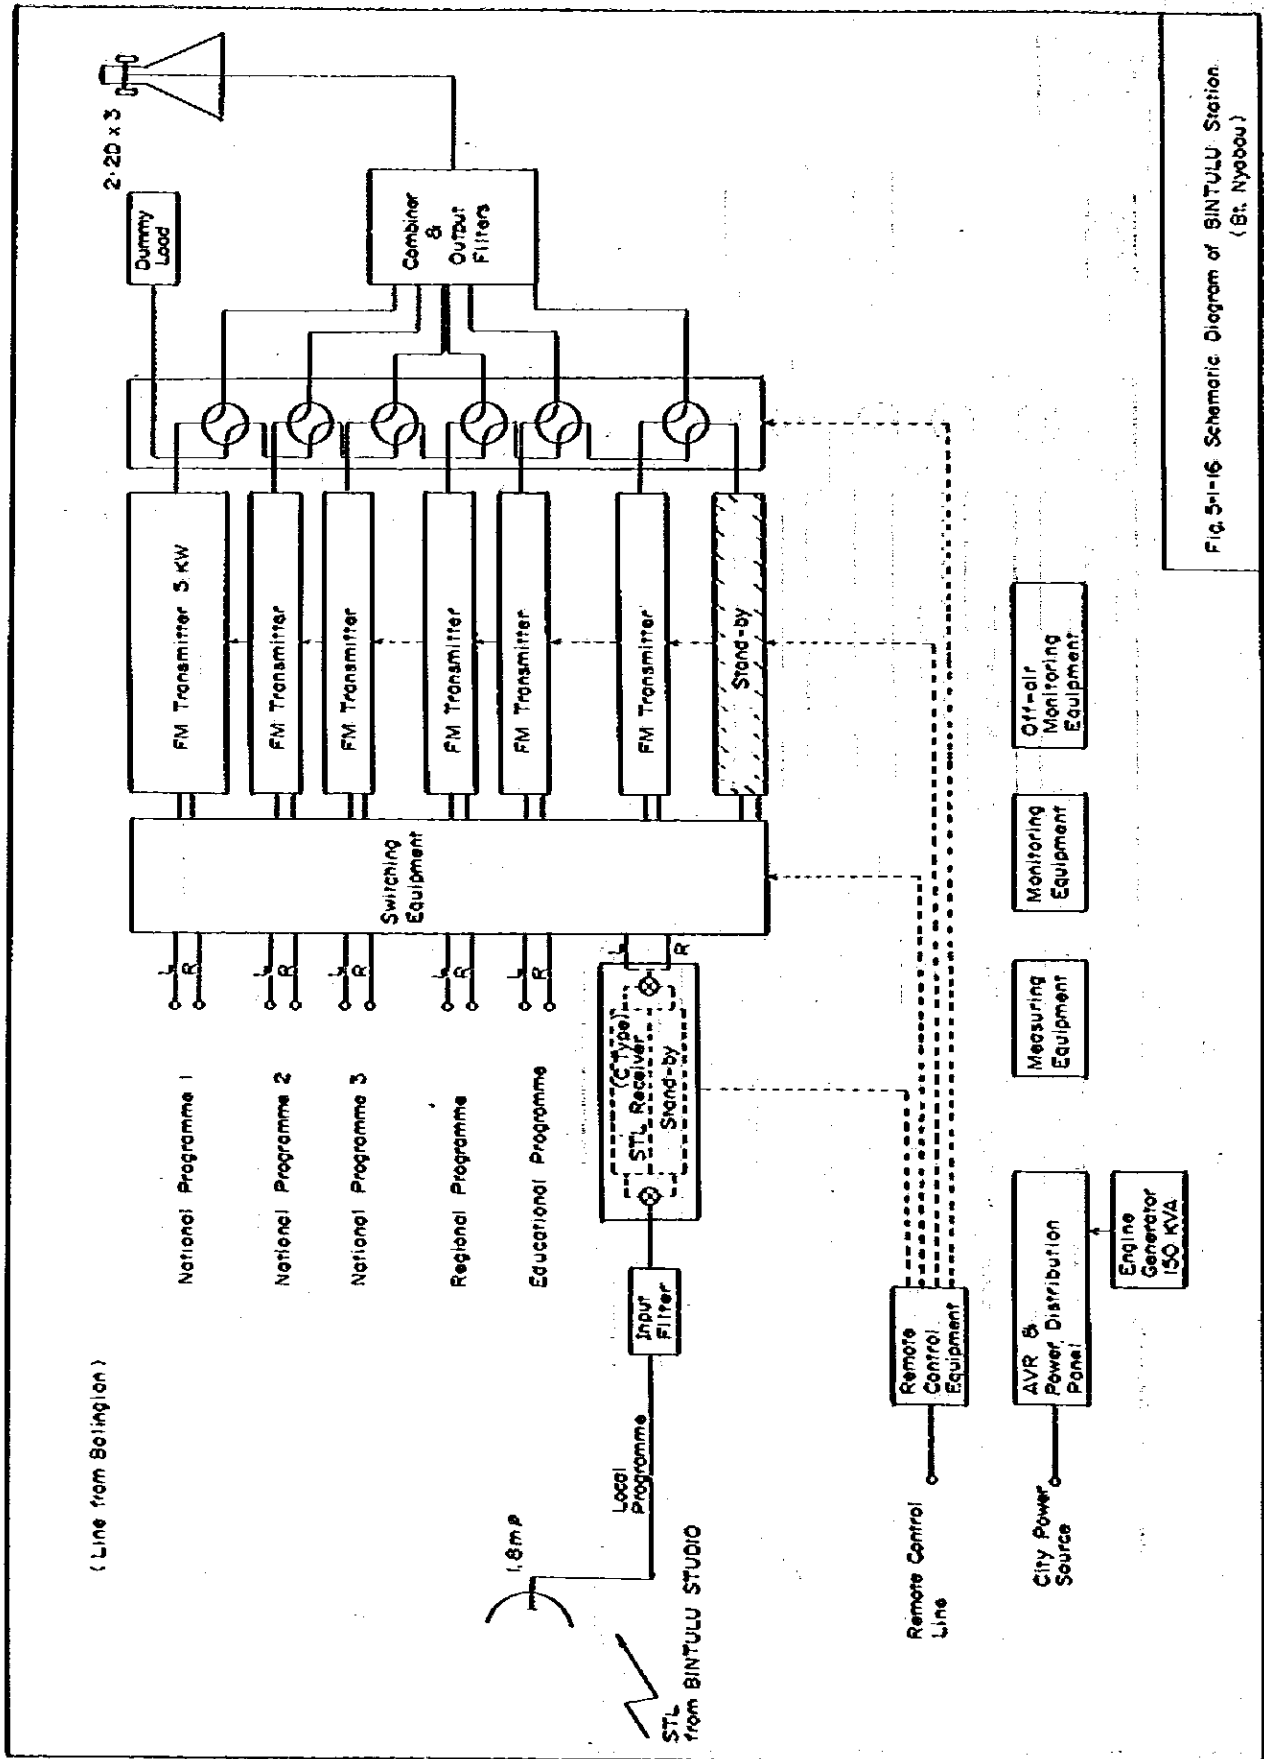 (Line from Bolingian)
National Programme 1
L
R
National Programme 2
L
R
National Programme 3
L
R
Regional Programme
L
R
Educational Programme
L
R
1.8mφ
STL
from BINTULU STUDIO
Local
Programme
Input
Filter
(C Type)
STL Receiver
Stand-by
L
R
Switching
Equipment
FM Transmitter 5 KW
FM Transmitter
FM Transmitter
FM Transmitter
FM Transmitter
FM Transmitter
Stand-by
Dummy
Load
2·2D x 3
Combiner
&
Output
Filters
Remote Control
Line
Remote
Control
Equipment
City Power
Source
AVR &
Power Distribution
Panel
Engine
Generator
150 KVA
Measuring
Equipment
Monitoring
Equipment
Off-air
Monitoring
Equipment
Fig. 5-1-16 Schematic Diagram of BINTULU Station
(Bt. Nyabau)